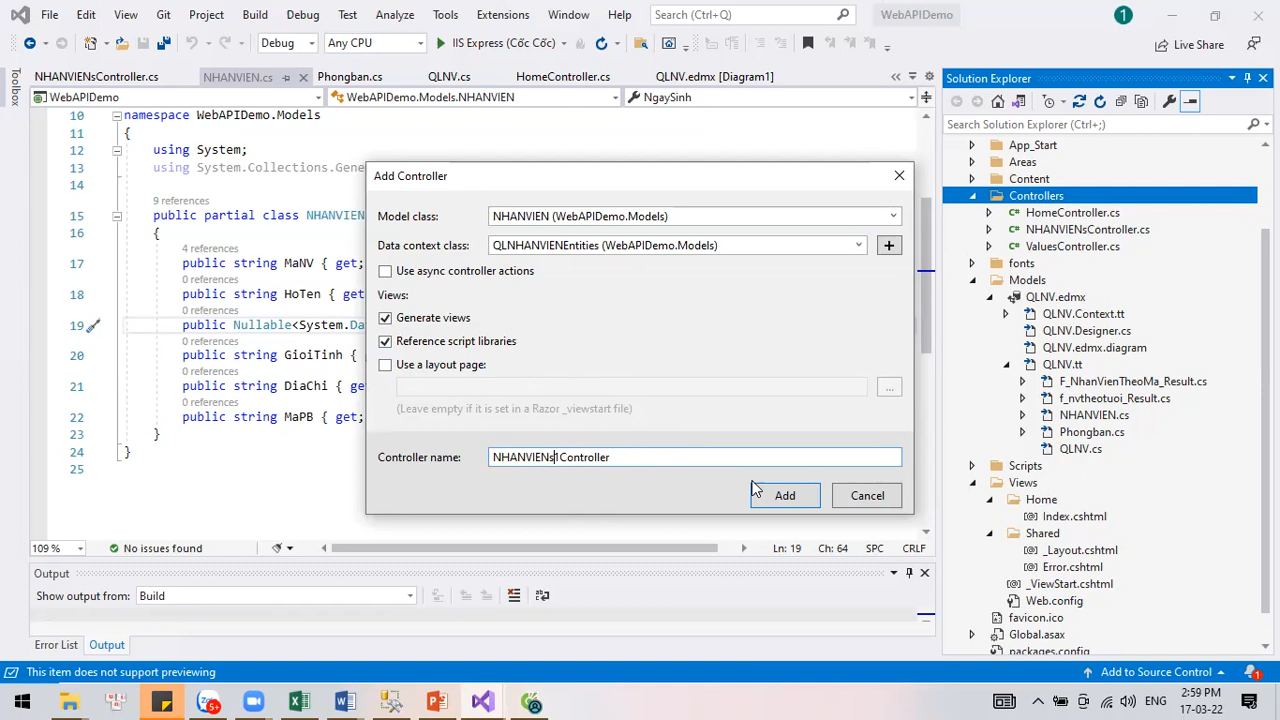 File Edit View Git Project Build Debug Test Analyze Tools Extensions Window Help Search (Ctrl+Q) WebAPIDemo 1
Debug Any CPU IIS Express (Cốc Cốc) Live Share
Toolbox
NHANVIENsController.cs NHANVIEN.cs Phongban.cs QLNV.cs HomeController.cs QLNV.edmx [Diagram1]
WebAPIDemo WebAPIDemo.Models.NHANVIEN NgaySinh
10 namespace WebAPIDemo.Models
11 {
12 using System;
13 using System.Collections.Gene
14
9 references
15 public partial class NHANVIEN
16 {
4 references
17 public string MaNV { get;
0 references
18 public string HoTen { get
0 references
19 public Nullable<System.Da
0 references
20 public string GioiTinh {
0 references
21 public string DiaChi { get
0 references
22 public string MaPB { get;
23 }
24 }
25
Add Controller
Model class: NHANVIEN (WebAPIDemo.Models)
Data context class: QLNHANVIENEntities (WebAPIDemo.Models)
Use async controller actions
Views:
Generate views
Reference script libraries
Use a layout page:
...
(Leave empty if it is set in a Razor _viewstart file)
Controller name: NHANVIENsController
Add Cancel
109 % No issues found Ln: 19 Ch: 64 SPC CRLF
Output
Show output from: Build
Error List Output
Solution Explorer
Search Solution Explorer (Ctrl+;)
App_Start
Areas
Content
Controllers
HomeController.cs
NHANVIENsController.cs
ValuesController.cs
fonts
Models
QLNV.edmx
QLNV.Context.tt
QLNV.Designer.cs
QLNV.edmx.diagram
QLNV.tt
F_NhanVienTheoMa_Result.cs
f_nvtheotuoi_Result.cs
NHANVIEN.cs
Phongban.cs
QLNV.cs
Scripts
Views
Home
Index.cshtml
Shared
_Layout.cshtml
Error.cshtml
_ViewStart.cshtml
Web.config
favicon.ico
Global.asax
packages.config
This item does not support previewing Add to Source Control 1
ENG 2:59 PM
17-03-22